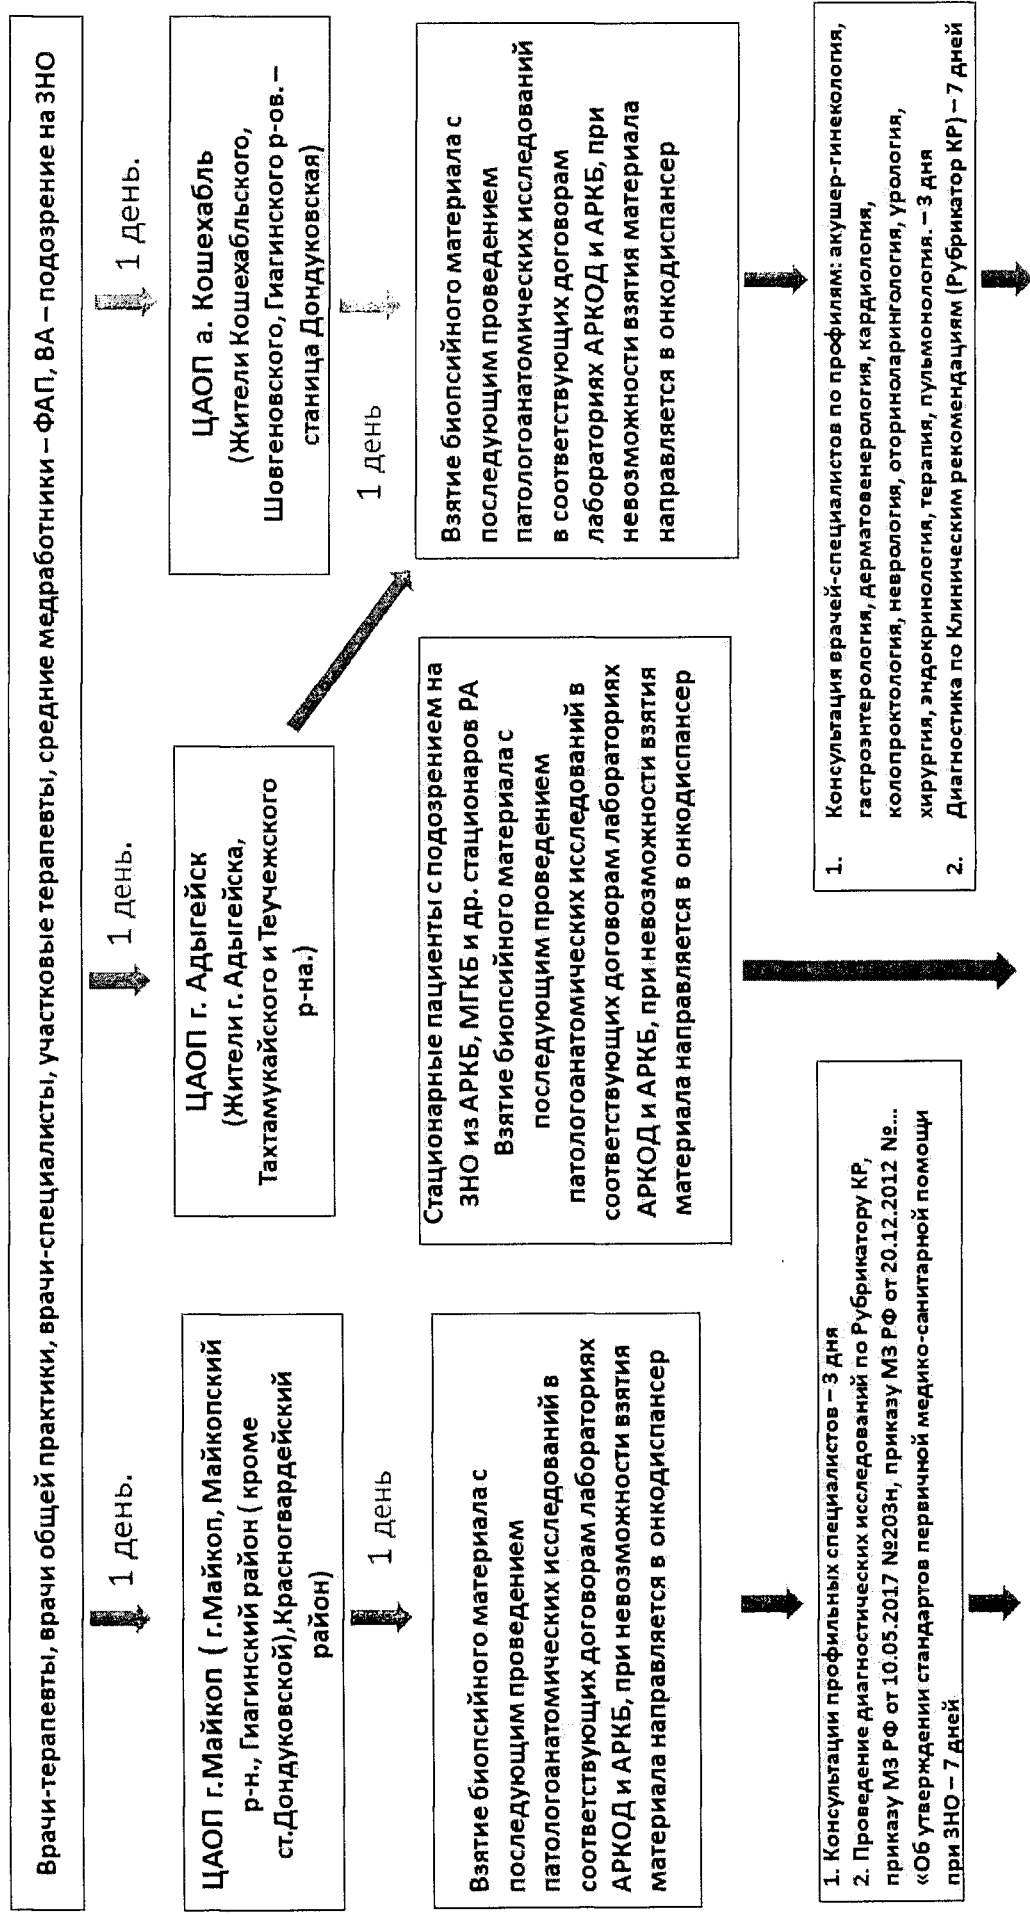 Врачи-терапевты, врачи общей практики, врачи-специалисты, участковые терапевты, средние медработники – ФАП, ВА – подозрение на ЗНО
1 день.
1 день.
1 день.
ЦАОП г.Майкоп ( г.Майкоп, Майкопский
р-н., Гиагинский район ( кроме
ст.Дондуковской),Красногвардейский
район)
ЦАОП г. Адыгейск
(Жители г. Адыгейска,
Тахтамукайского и Теучежского
р-на.)
ЦАОП а. Кошехабль
(Жители Кошехабльского,
Шовгеновского, Гиагинского р-ов. –
станица Дондуковская)
1 день
1 день
Взятие биопсийного материала с
последующим проведением
патологоанатомических исследований в
соответствующих договорам лабораториях
АРКОД и АРКБ, при невозможности взятия
материала направляется в онкодиспансер
Стационарные пациенты с подозрением на
ЗНО из АРКБ, МГКБ и др. стационаров РА
Взятие биопсийного материала с
последующим проведением
патологоанатомических исследований в
соответствующих договорам лабораториях
АРКОД и АРКБ, при невозможности взятия
материала направляется в онкодиспансер
Взятие биопсийного материала с
последующим проведением
патологоанатомических исследований
в соответствующих договорам
лабораториях АРКОД и АРКБ, при
невозможности взятия материала
направляется в онкодиспансер
1. Консультации профильных специалистов – 3 дня
2. Проведение диагностических исследований по Рубрикатору КР,
приказу МЗ РФ от 10.05.2017 №203н, приказу МЗ РФ от 20.12.2012 №...
«Об утверждении стандартов первичной медико-санитарной помощи
при ЗНО – 7 дней
1. Консультация врачей-специалистов по профилям: акушер-гинекология,
гастроэнтерология, дерматовенерология, кардиология,
колопроктология, неврология, оториноларингология, урология,
хирургия, эндокринология, терапия, пульмонология. – 3 дня
2. Диагностика по Клиническим рекомендациям (Рубрикатор КР) – 7 дней